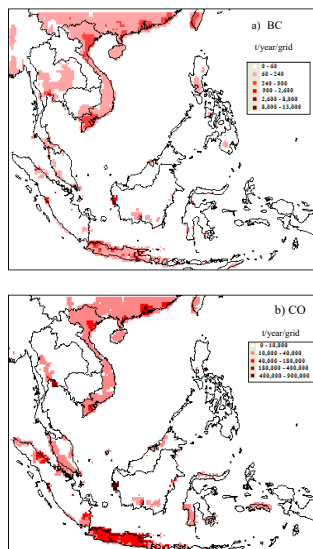 a) BC
t/year/grid
0 - 60
60 - 240
240 - 900
900 - 2,600
2,600 - 8,000
8,000 - 13,000
b) CO
t/year/grid
0 - 10,000
10,000 - 40,000
40,000 - 150,000
150,000 - 400,000
400,000 - 900,000